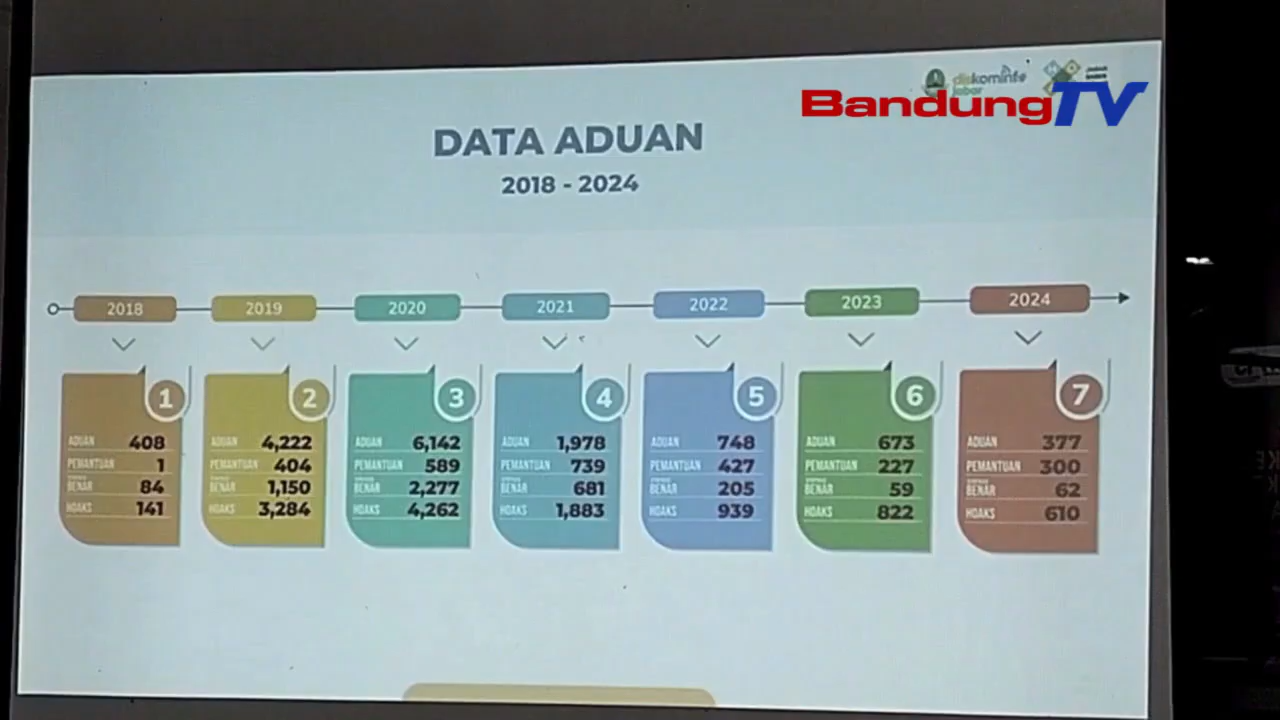 diskominfo
jabar
BandungTV
DATA ADUAN
2018 - 2024
2018
2019
2020
2021
2022
2023
2024
1
ADUAN 408
PEMANTUAN 1
BENAR 84
HOAKS 141
2
ADUAN 4,222
PEMANTUAN 404
BENAR 1,150
HOAKS 3,284
3
ADUAN 6,142
PEMANTUAN 589
BENAR 2,277
HOAKS 4,262
4
ADUAN 1,978
PEMANTUAN 739
BENAR 681
HOAKS 1,883
5
ADUAN 748
PEMANTUAN 427
BENAR 205
HOAKS 939
6
ADUAN 673
PEMANTUAN 227
BENAR 59
HOAKS 822
7
ADUAN 377
PEMANTUAN 300
BENAR 62
HOAKS 610